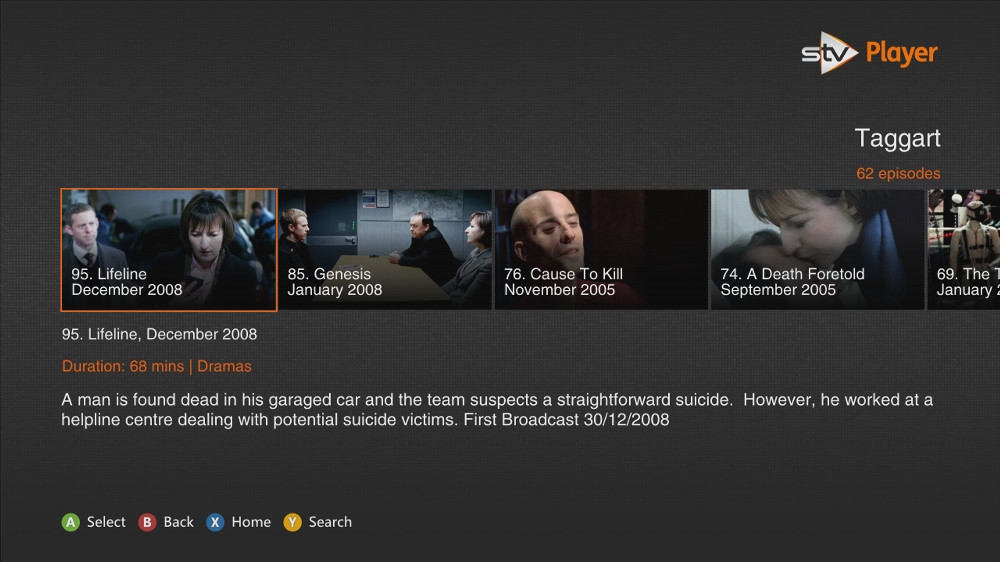 stv Player
Taggart
62 episodes
95. Lifeline
December 2008
85. Genesis
January 2008
76. Cause To Kill
November 2005
74. A Death Foretold
September 2005
69. The
January
95. Lifeline, December 2008
Duration: 68 mins | Dramas
A man is found dead in his garaged car and the team suspects a straightforward suicide.  However, he worked at a
helpline centre dealing with potential suicide victims. First Broadcast 30/12/2008
A Select B Back X Home Y Search